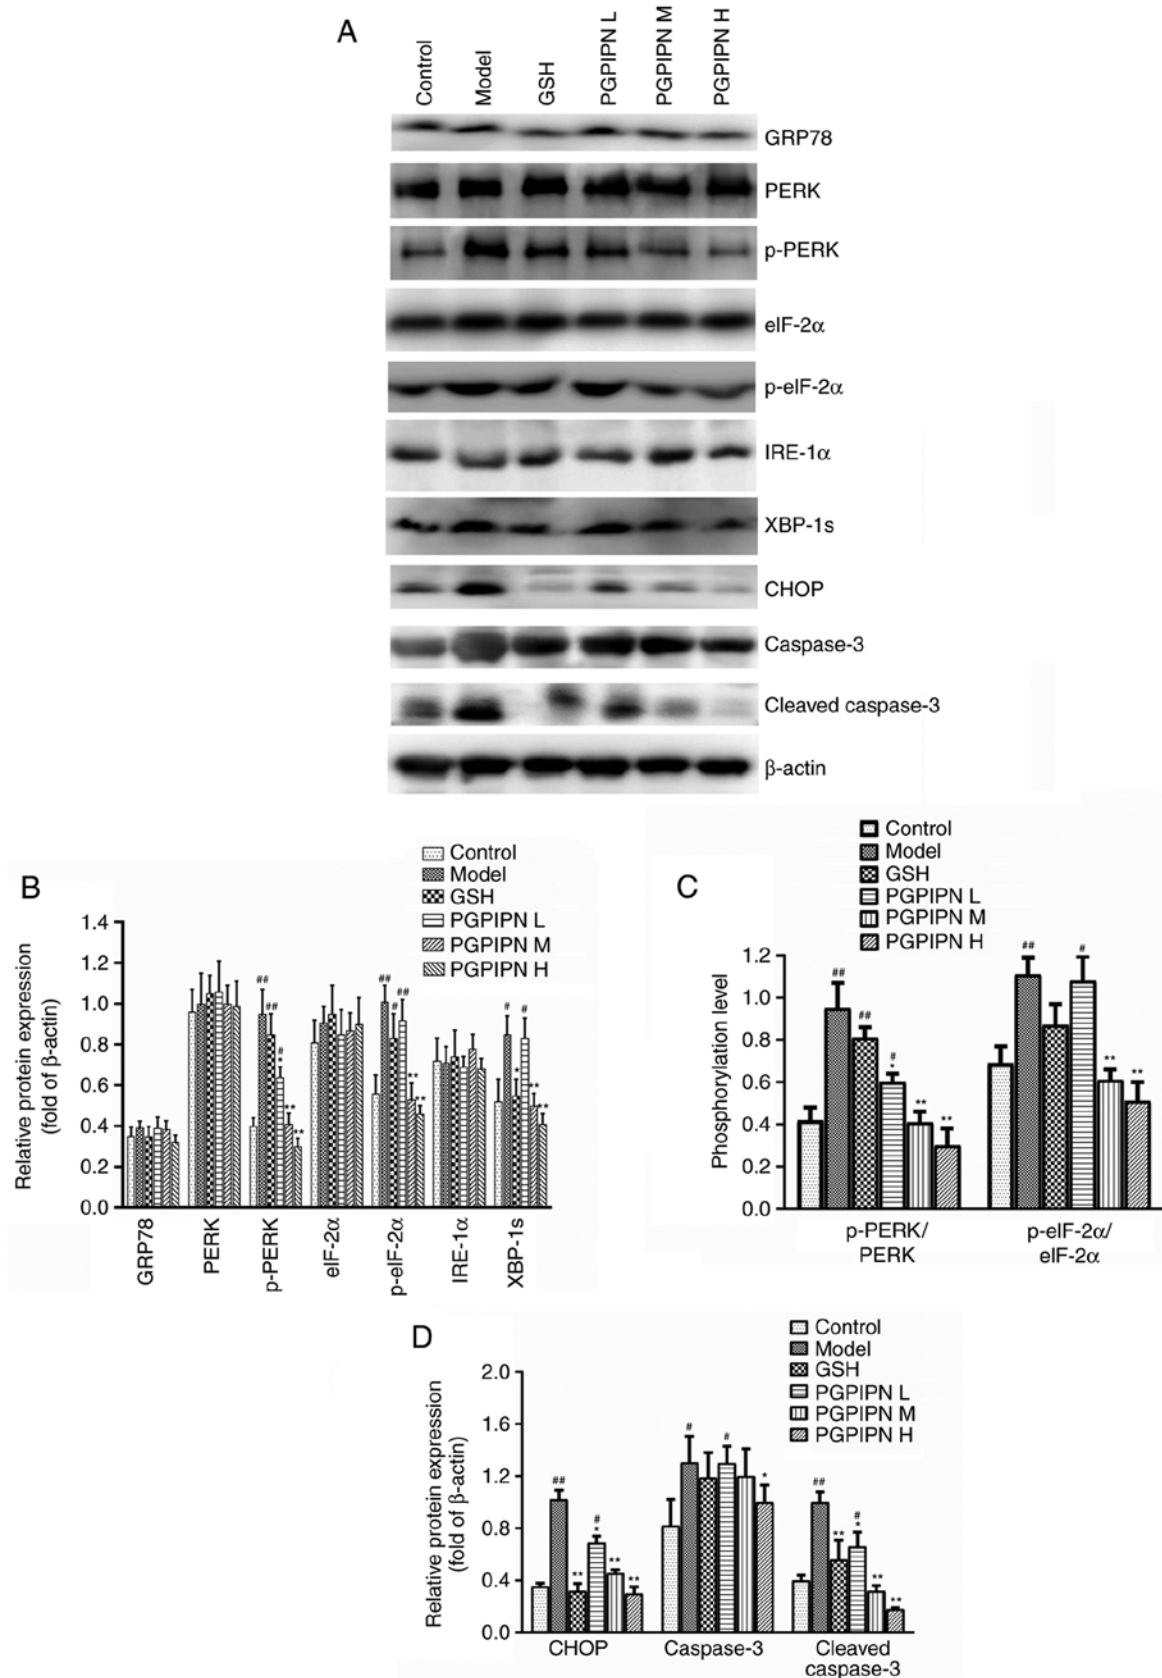 A
Control
Model
GSH
PGPIPN L
PGPIPN M
PGPIPN H
GRP78
PERK
p-PERK
eIF-2α
p-eIF-2α
IRE-1α
XBP-1s
CHOP
Caspase-3
Cleaved caspase-3
β-actin
B
Control
Model
GSH
PGPIPN L
PGPIPN M
PGPIPN H
Relative protein expression
(fold of β-actin)
1.4
1.2
1.0
0.8
0.6
0.4
0.2
0.0
##
##
#
*
**
**
##
#
##
**
**
#
*
#
**
**
GRP78
PERK
p-PERK
eIF-2α
p-eIF-2α
IRE-1α
XBP-1s
C
Control
Model
GSH
PGPIPN L
PGPIPN M
PGPIPN H
Phosphorylation level
1.2
1.0
0.8
0.6
0.4
0.2
0.0
##
##
#
*
**
**
##
#
**
**
p-PERK/
PERK
p-eIF-2α/
eIF-2α
D
Control
Model
GSH
PGPIPN L
PGPIPN M
PGPIPN H
Relative protein expression
(fold of β-actin)
2.0
1.6
1.2
0.8
0.4
0.0
##
**
#
*
**
**
#
#
*
##
**
#
*
**
**
CHOP
Caspase-3
Cleaved
caspase-3